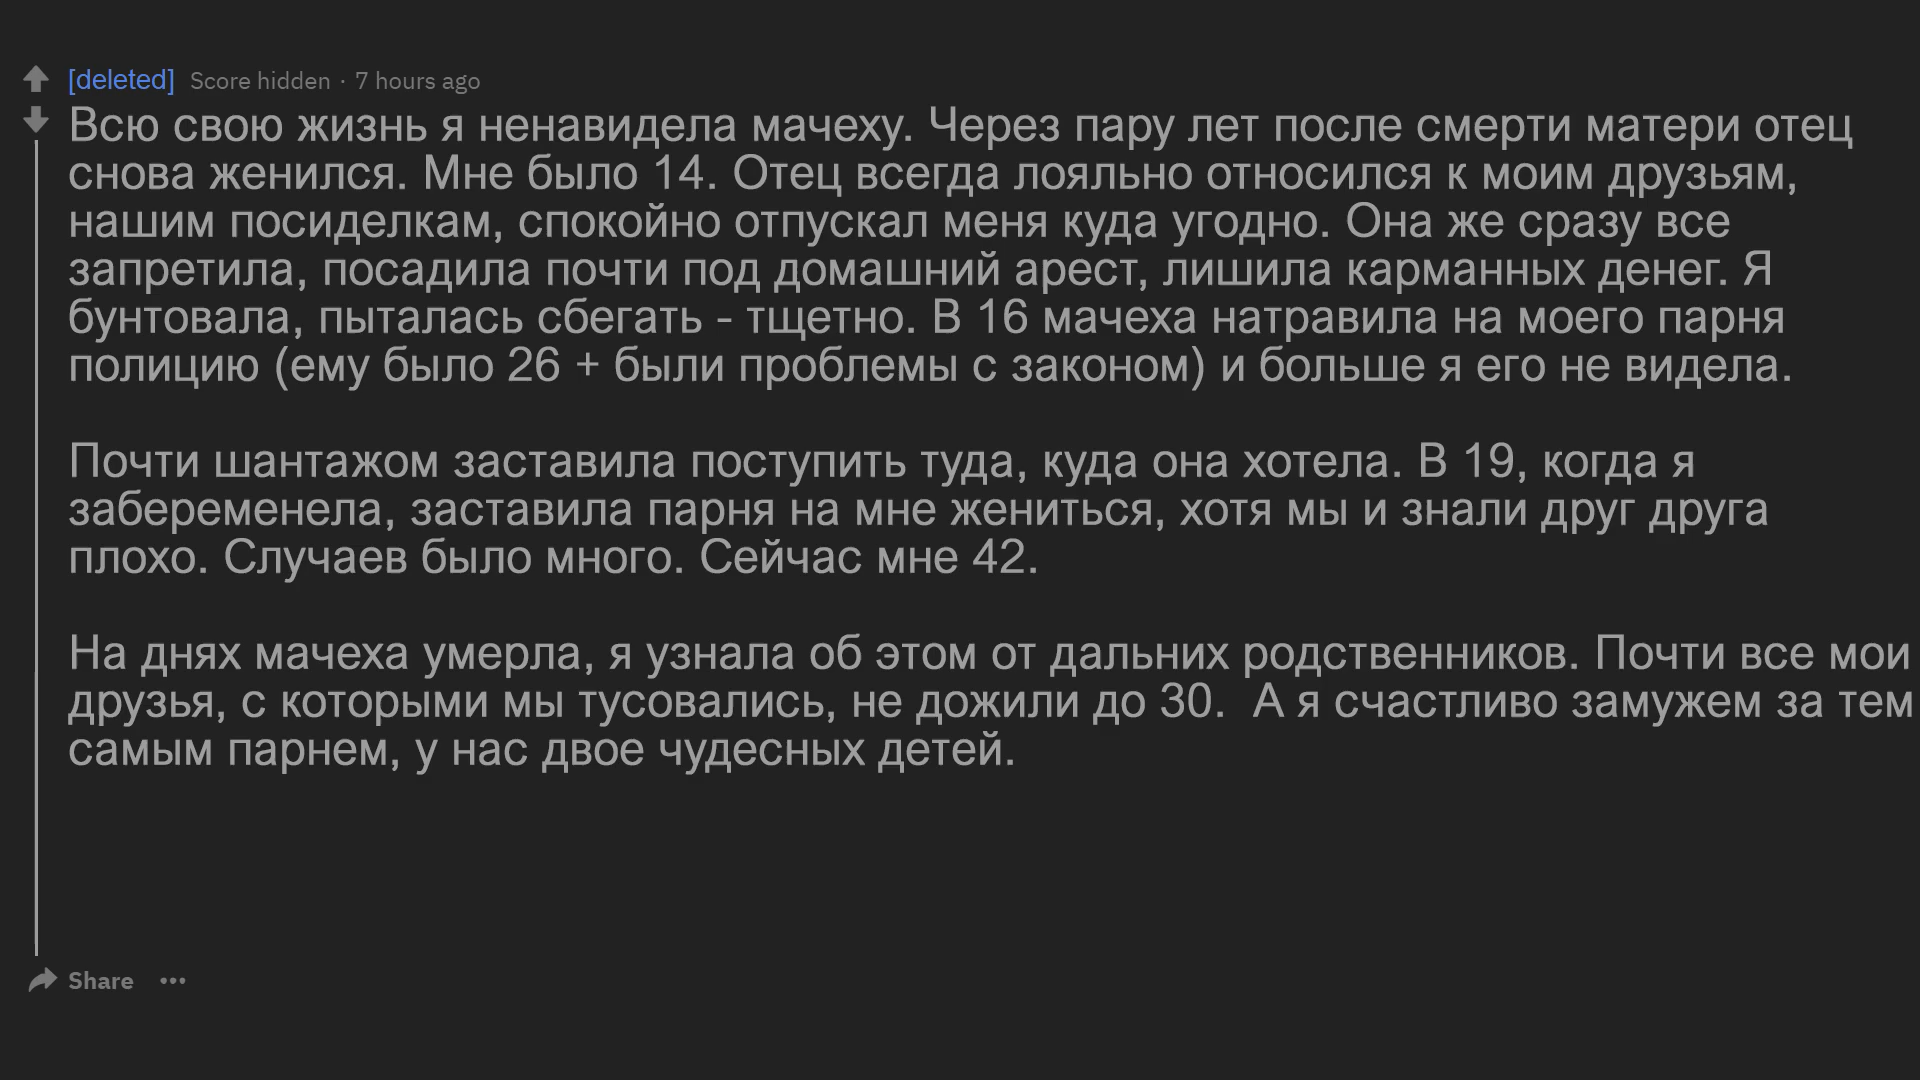 [deleted] Score hidden · 7 hours ago
Всю свою жизнь я ненавидела мачеху. Через пару лет после смерти матери отец
снова женился. Мне было 14. Отец всегда лояльно относился к моим друзьям,
нашим посиделкам, спокойно отпускал меня куда угодно. Она же сразу все
запретила, посадила почти под домашний арест, лишила карманных денег. Я
бунтовала, пыталась сбегать - тщетно. В 16 мачеха натравила на моего парня
полицию (ему было 26 + были проблемы с законом) и больше я его не видела.
Почти шантажом заставила поступить туда, куда она хотела. В 19, когда я
забеременела, заставила парня на мне жениться, хотя мы и знали друг друга
плохо. Случаев было много. Сейчас мне 42.
На днях мачеха умерла, я узнала об этом от дальних родственников. Почти все мои
друзья, с которыми мы тусовались, не дожили до 30. А я счастливо замужем за тем
самым парнем, у нас двое чудесных детей.
Share ···